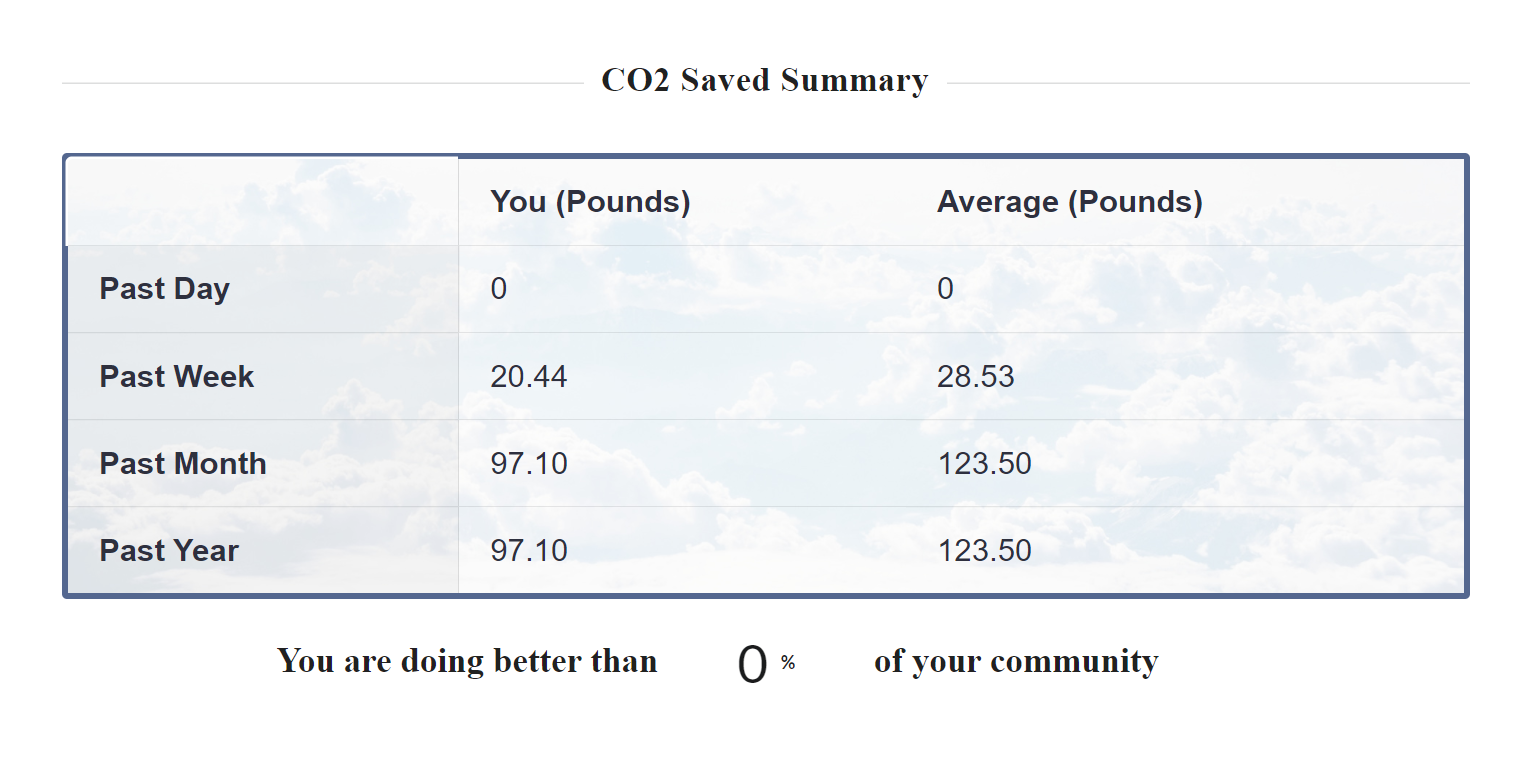 CO2 Saved Summary
You (Pounds) Average (Pounds)
Past Day 0 0
Past Week 20.44 28.53
Past Month 97.10 123.50
Past Year 97.10 123.50
You are doing better than 0 % of your community